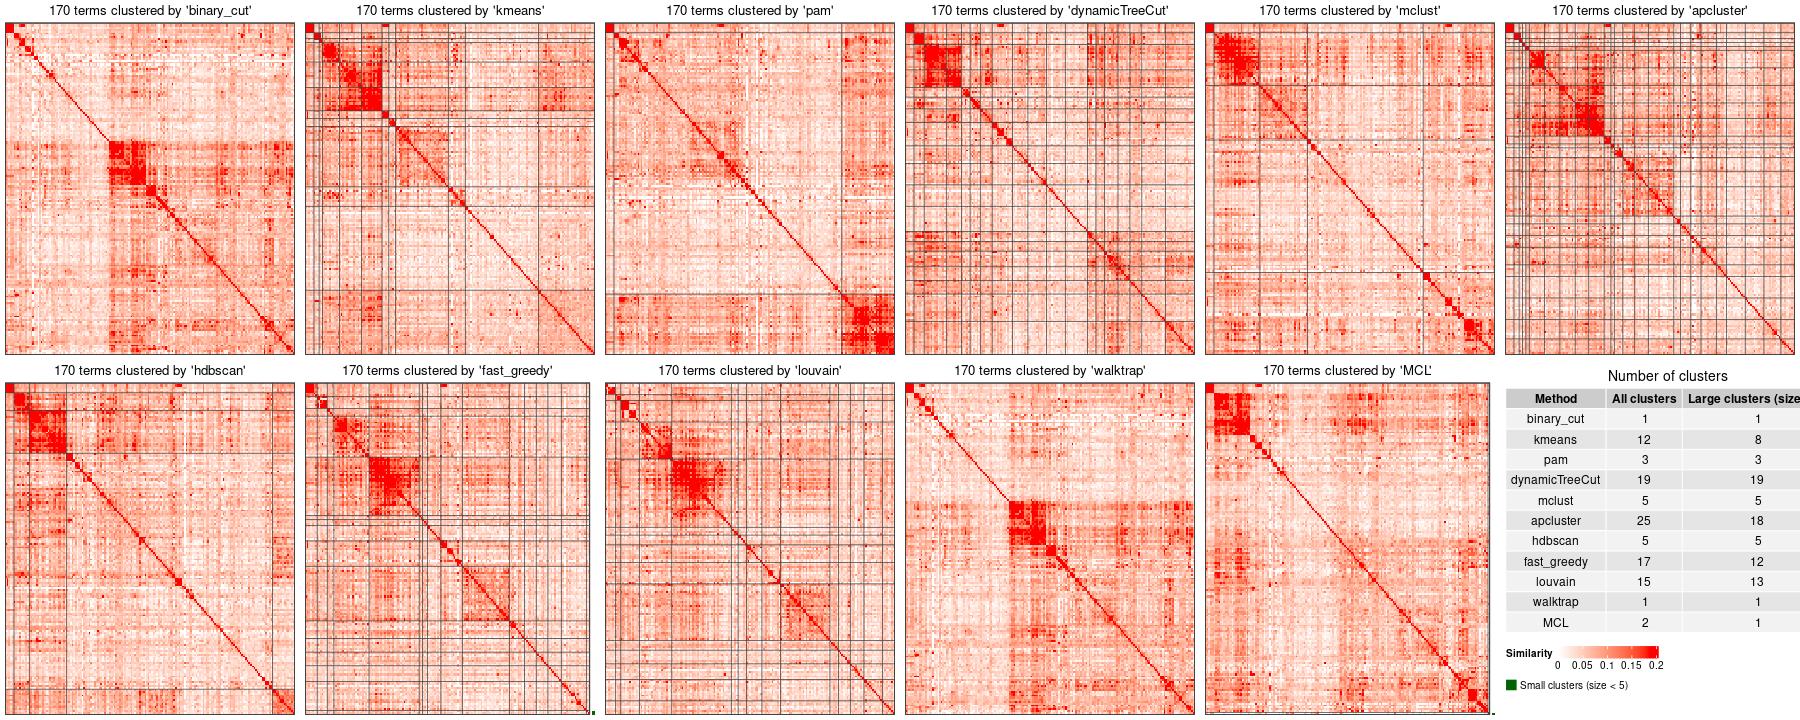 170 terms clustered by 'binary_cut'
170 terms clustered by 'kmeans'
170 terms clustered by 'pam'
170 terms clustered by 'dynamicTreeCut'
170 terms clustered by 'mclust'
170 terms clustered by 'apcluster'
170 terms clustered by 'hdbscan'
170 terms clustered by 'fast_greedy'
170 terms clustered by 'louvain'
170 terms clustered by 'walktrap'
170 terms clustered by 'MCL'
Number of clusters
Method All clusters Large clusters (size
binary_cut 1 1
kmeans 12 8
pam 3 3
dynamicTreeCut 19 19
mclust 5 5
apcluster 25 18
hdbscan 5 5
fast_greedy 17 12
louvain 15 13
walktrap 1 1
MCL 2 1
Similarity
0 0.05 0.1 0.15 0.2
Small clusters (size < 5)